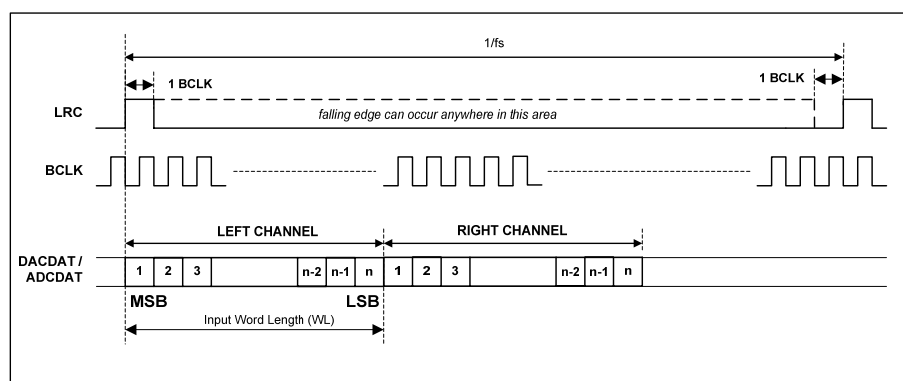 1/fs
1 BCLK
1 BCLK
LRC
falling edge can occur anywhere in this area
BCLK
LEFT CHANNEL
RIGHT CHANNEL
DACDAT /
ADCDAT
1 2 3 n-2 n-1 n 1 2 3 n-2 n-1 n
MSB LSB
Input Word Length (WL)